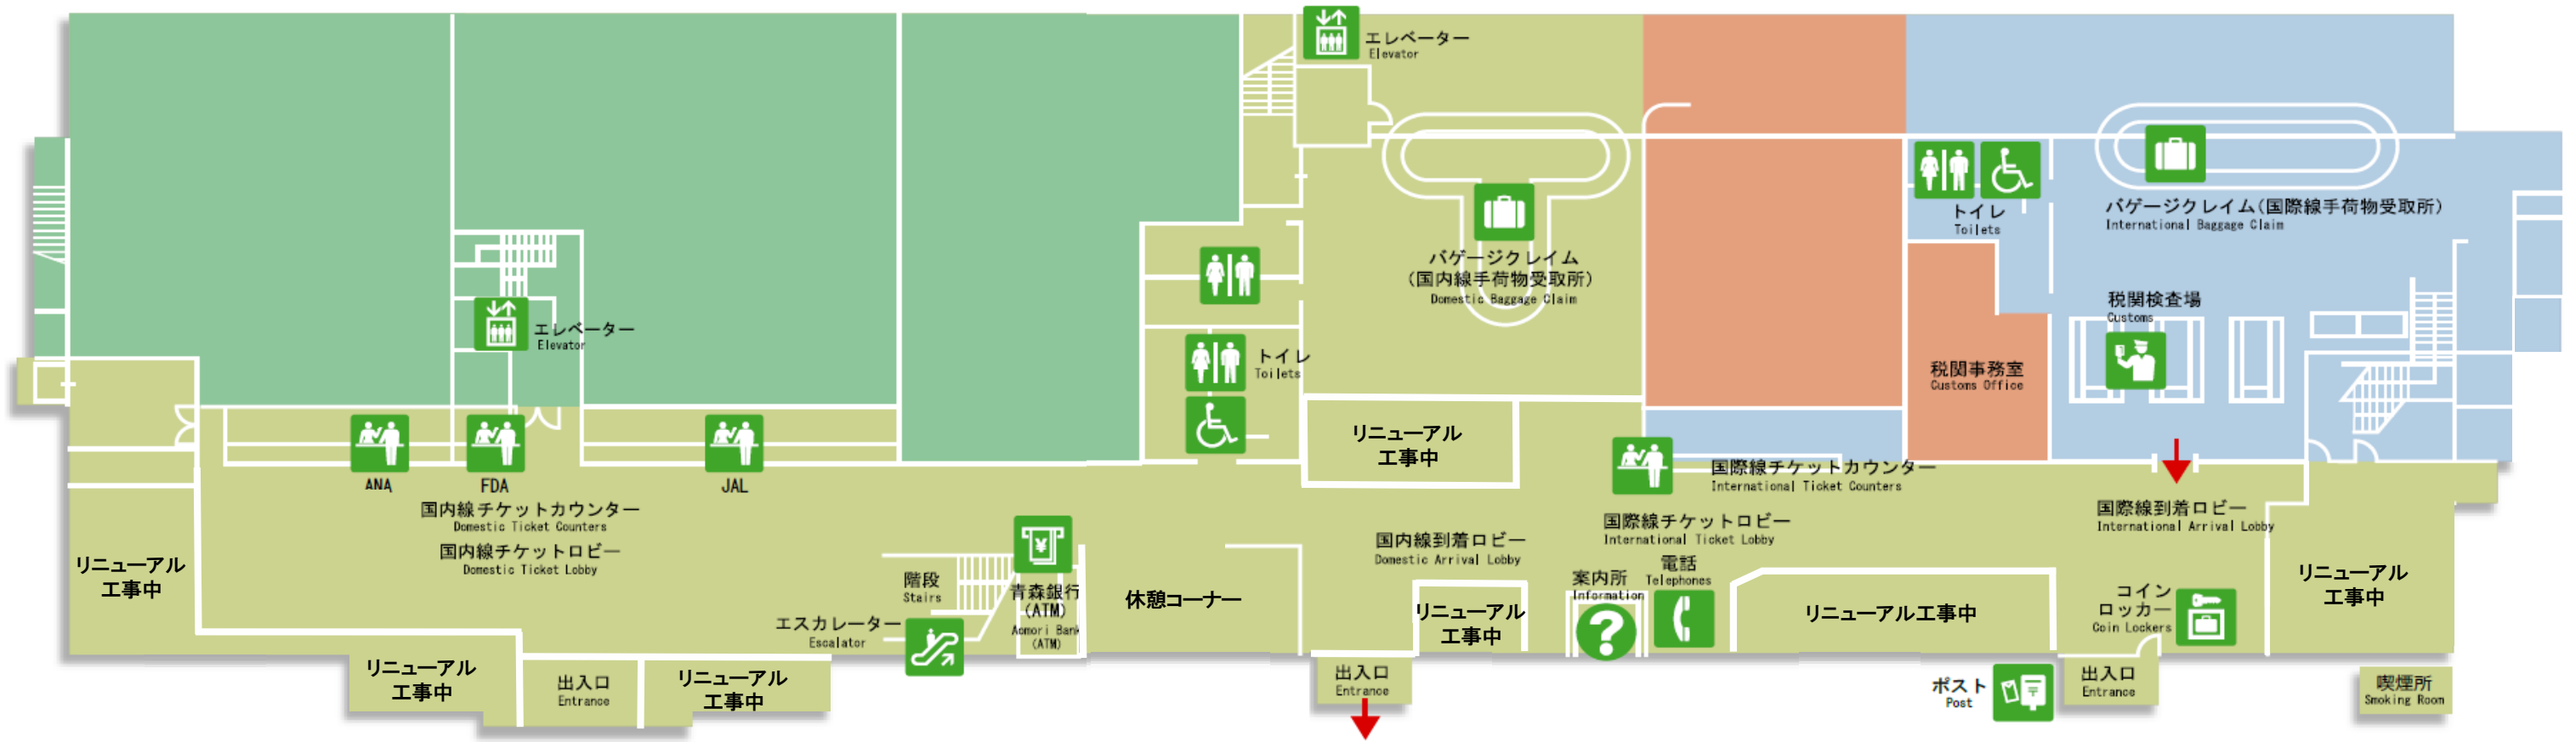 エレベーター
Elevator
トイレ
Toilets
バゲージクレイム(国際線手荷物受取所)
International Baggage Claim
バゲージクレイム
(国内線手荷物受取所)
Domestic Baggage Claim
税関検査場
Customs
エレベーター
Elevator
トイレ
Toilets
税関事務室
Customs Office
リニューアル
工事中
ANA
FDA
JAL
国際線チケットカウンター
International Ticket Counters
国内線チケットカウンター
Domestic Ticket Counters
国内線チケットロビー
Domestic Ticket Lobby
国際線到着ロビー
International Arrival Lobby
国際線チケットロビー
International Ticket Lobby
国内線到着ロビー
Domestic Arrival Lobby
¥
リニューアル
工事中
階段
Stairs
青森銀行
(ATM)
Aomori Bank
(ATM)
休憩コーナー
エスカレーター
Escalator
リニューアル
工事中
案内所
Information
?
電話
Telephones
リニューアル工事中
コイン
ロッカー
Coin Lockers
リニューアル
工事中
リニューアル
工事中
出入口
Entrance
リニューアル
工事中
出入口
Entrance
ポスト
Post
出入口
Entrance
喫煙所
Smoking Room